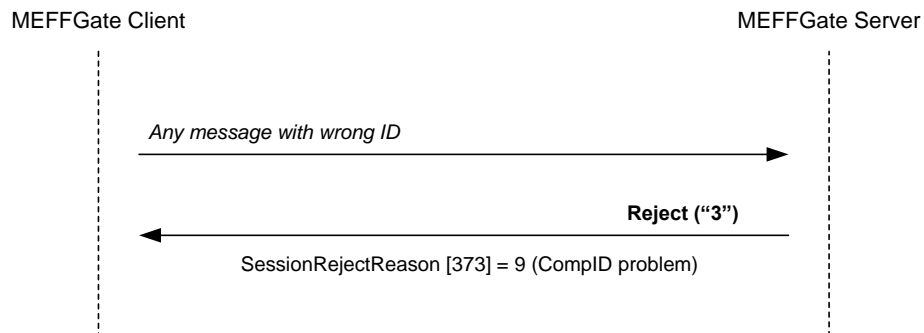 MEFFGate Client
MEFFGate Server
Any message with wrong ID
Reject (“3”)
SessionRejectReason [373] = 9 (CompID problem)